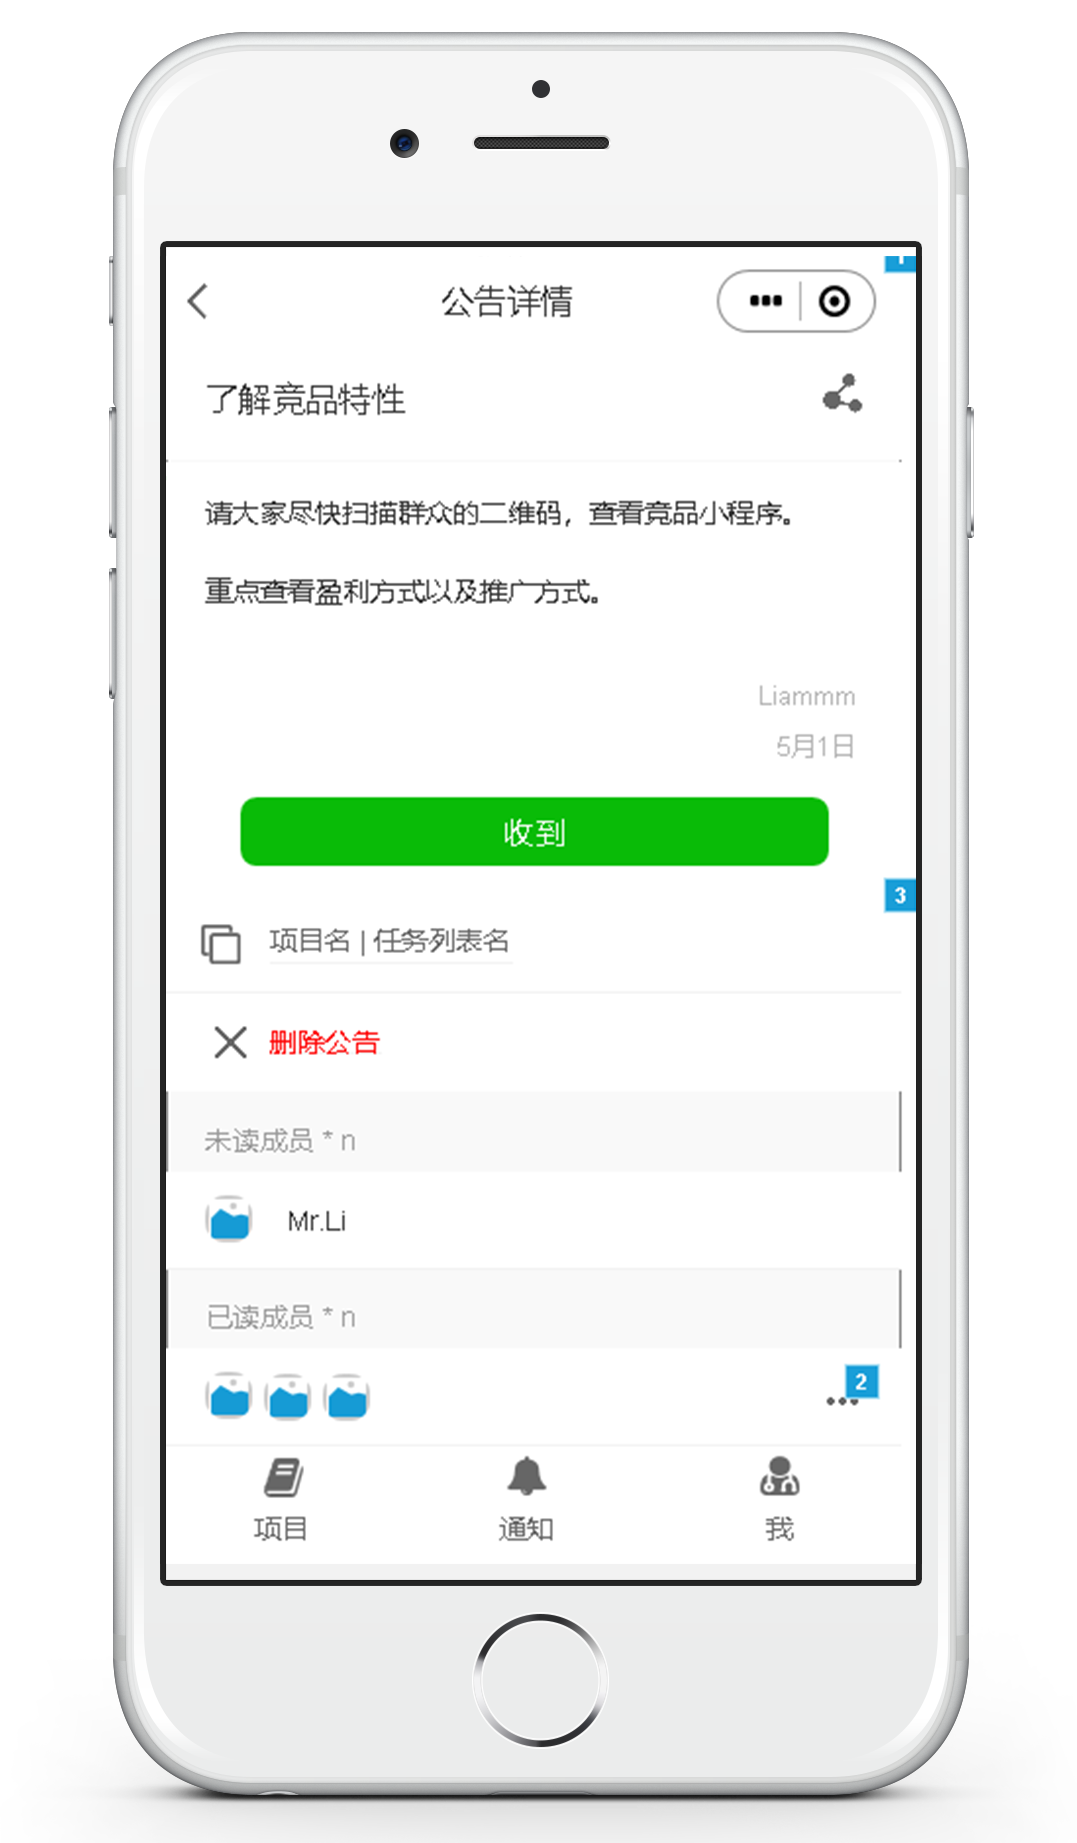 公告详情
了解竞品特性
请大家尽快扫描群众的二维码，查看竞品小程序。
重点查看盈利方式以及推广方式。
Liammm
5月1日
收到
3
项目名 | 任务列表名
删除公告
未读成员 * n
Mr.Li
已读成员 * n
2
项目
通知
我